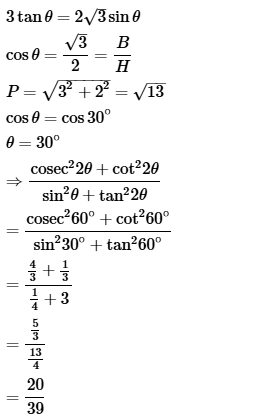 3 tan θ = 2√3 sin θ
cos θ = √3/2 = B/H
P = √(3² + 2²) = √13
cos θ = cos 30°
θ = 30°
⇒ (cosec²2θ + cot²2θ)/(sin²θ + tan²2θ)
= (cosec²60° + cot²60°)/(sin²30° + tan²60°)
= (4/3 + 1/3)/(1/4 + 3)
= (5/3)/(13/4)
= 20/39